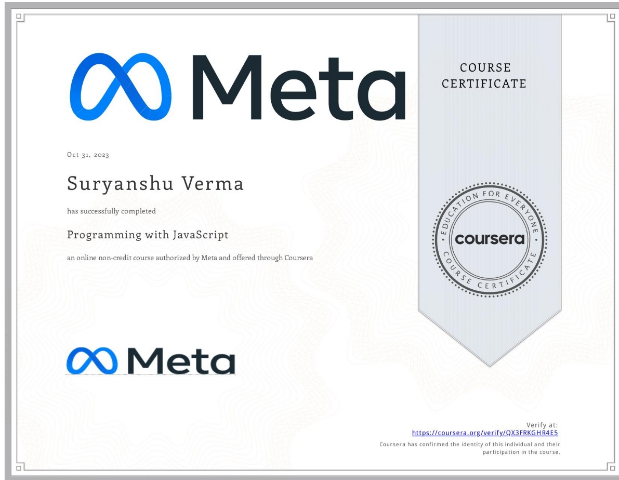 Meta
COURSE
CERTIFICATE
Oct 31, 2023
Suryanshu Verma
has successfully completed
Programming with JavaScript
an online non-credit course authorized by Meta and offered through Coursera
EDUCATION FOR EVERYONE
coursera
COURSE CERTIFICATE
Meta
Verify at:
https://coursera.org/verify/QX3FRKGHR4E5
Coursera has confirmed the identity of this individual and their
participation in the course.